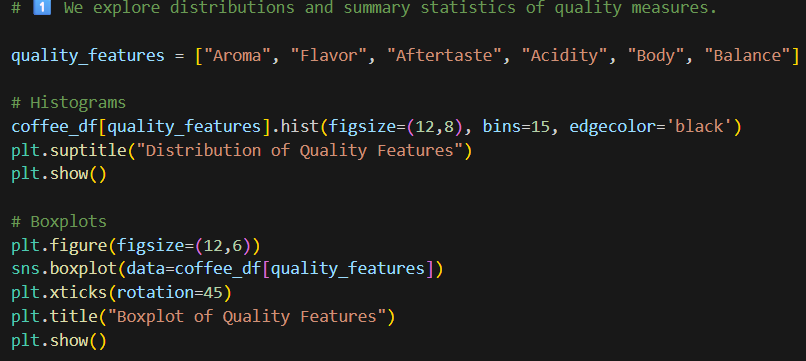 # 1️⃣ We explore distributions and summary statistics of quality measures.
quality_features = ["Aroma", "Flavor", "Aftertaste", "Acidity", "Body", "Balance"]
# Histograms
coffee_df[quality_features].hist(figsize=(12,8), bins=15, edgecolor='black')
plt.suptitle("Distribution of Quality Features")
plt.show()
# Boxplots
plt.figure(figsize=(12,6))
sns.boxplot(data=coffee_df[quality_features])
plt.xticks(rotation=45)
plt.title("Boxplot of Quality Features")
plt.show()